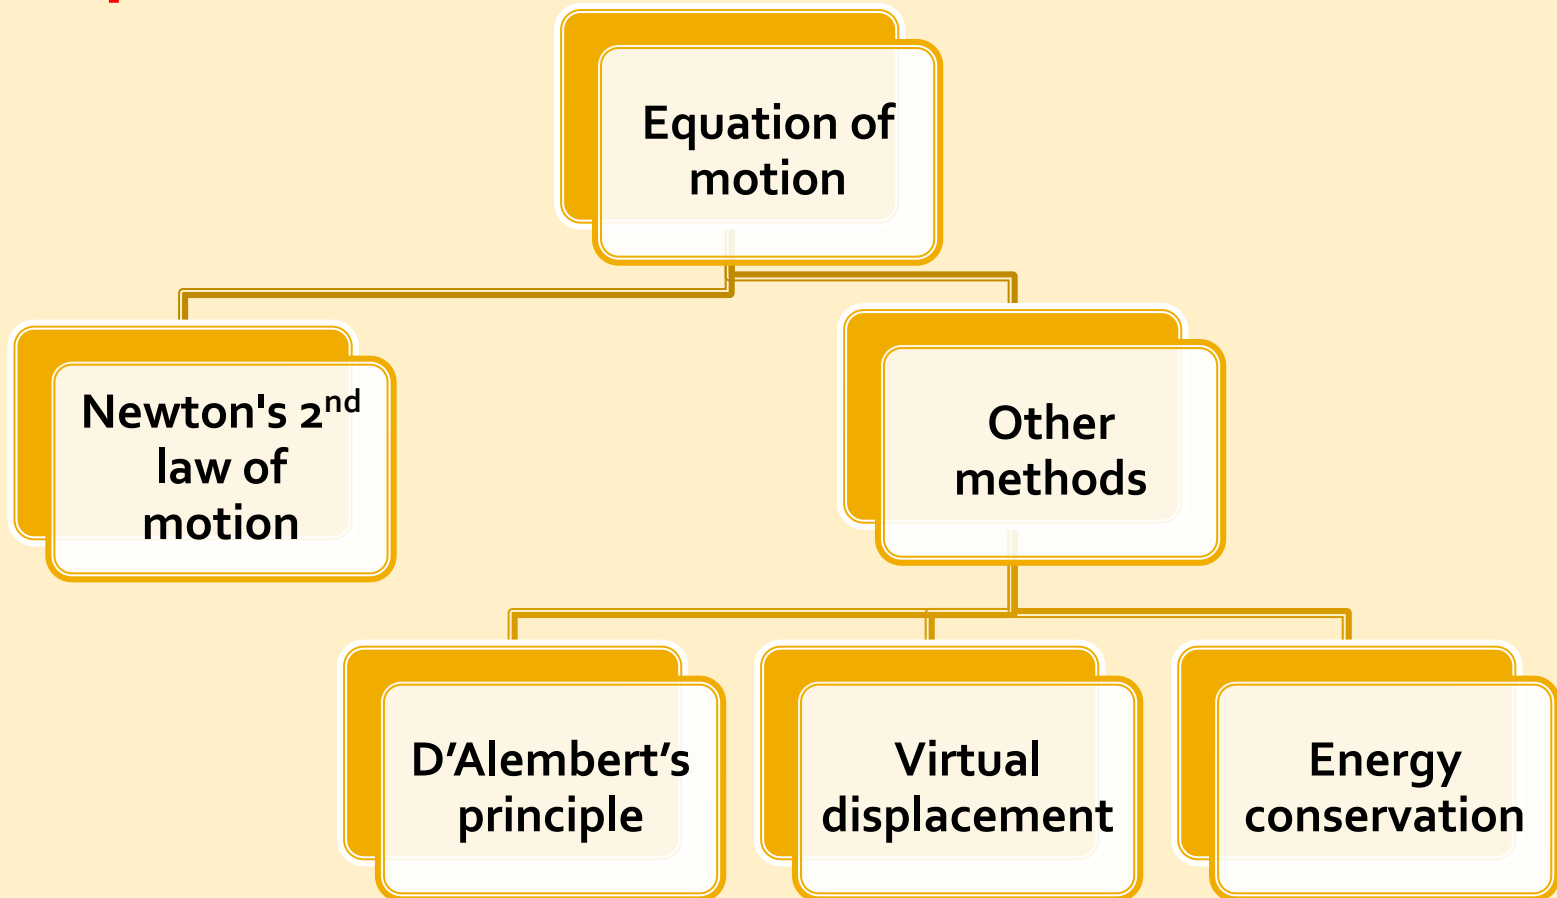 Equation of
motion
Newton's 2nd
law of
motion
Other
methods
D’Alembert’s
principle
Virtual
displacement
Energy
conservation